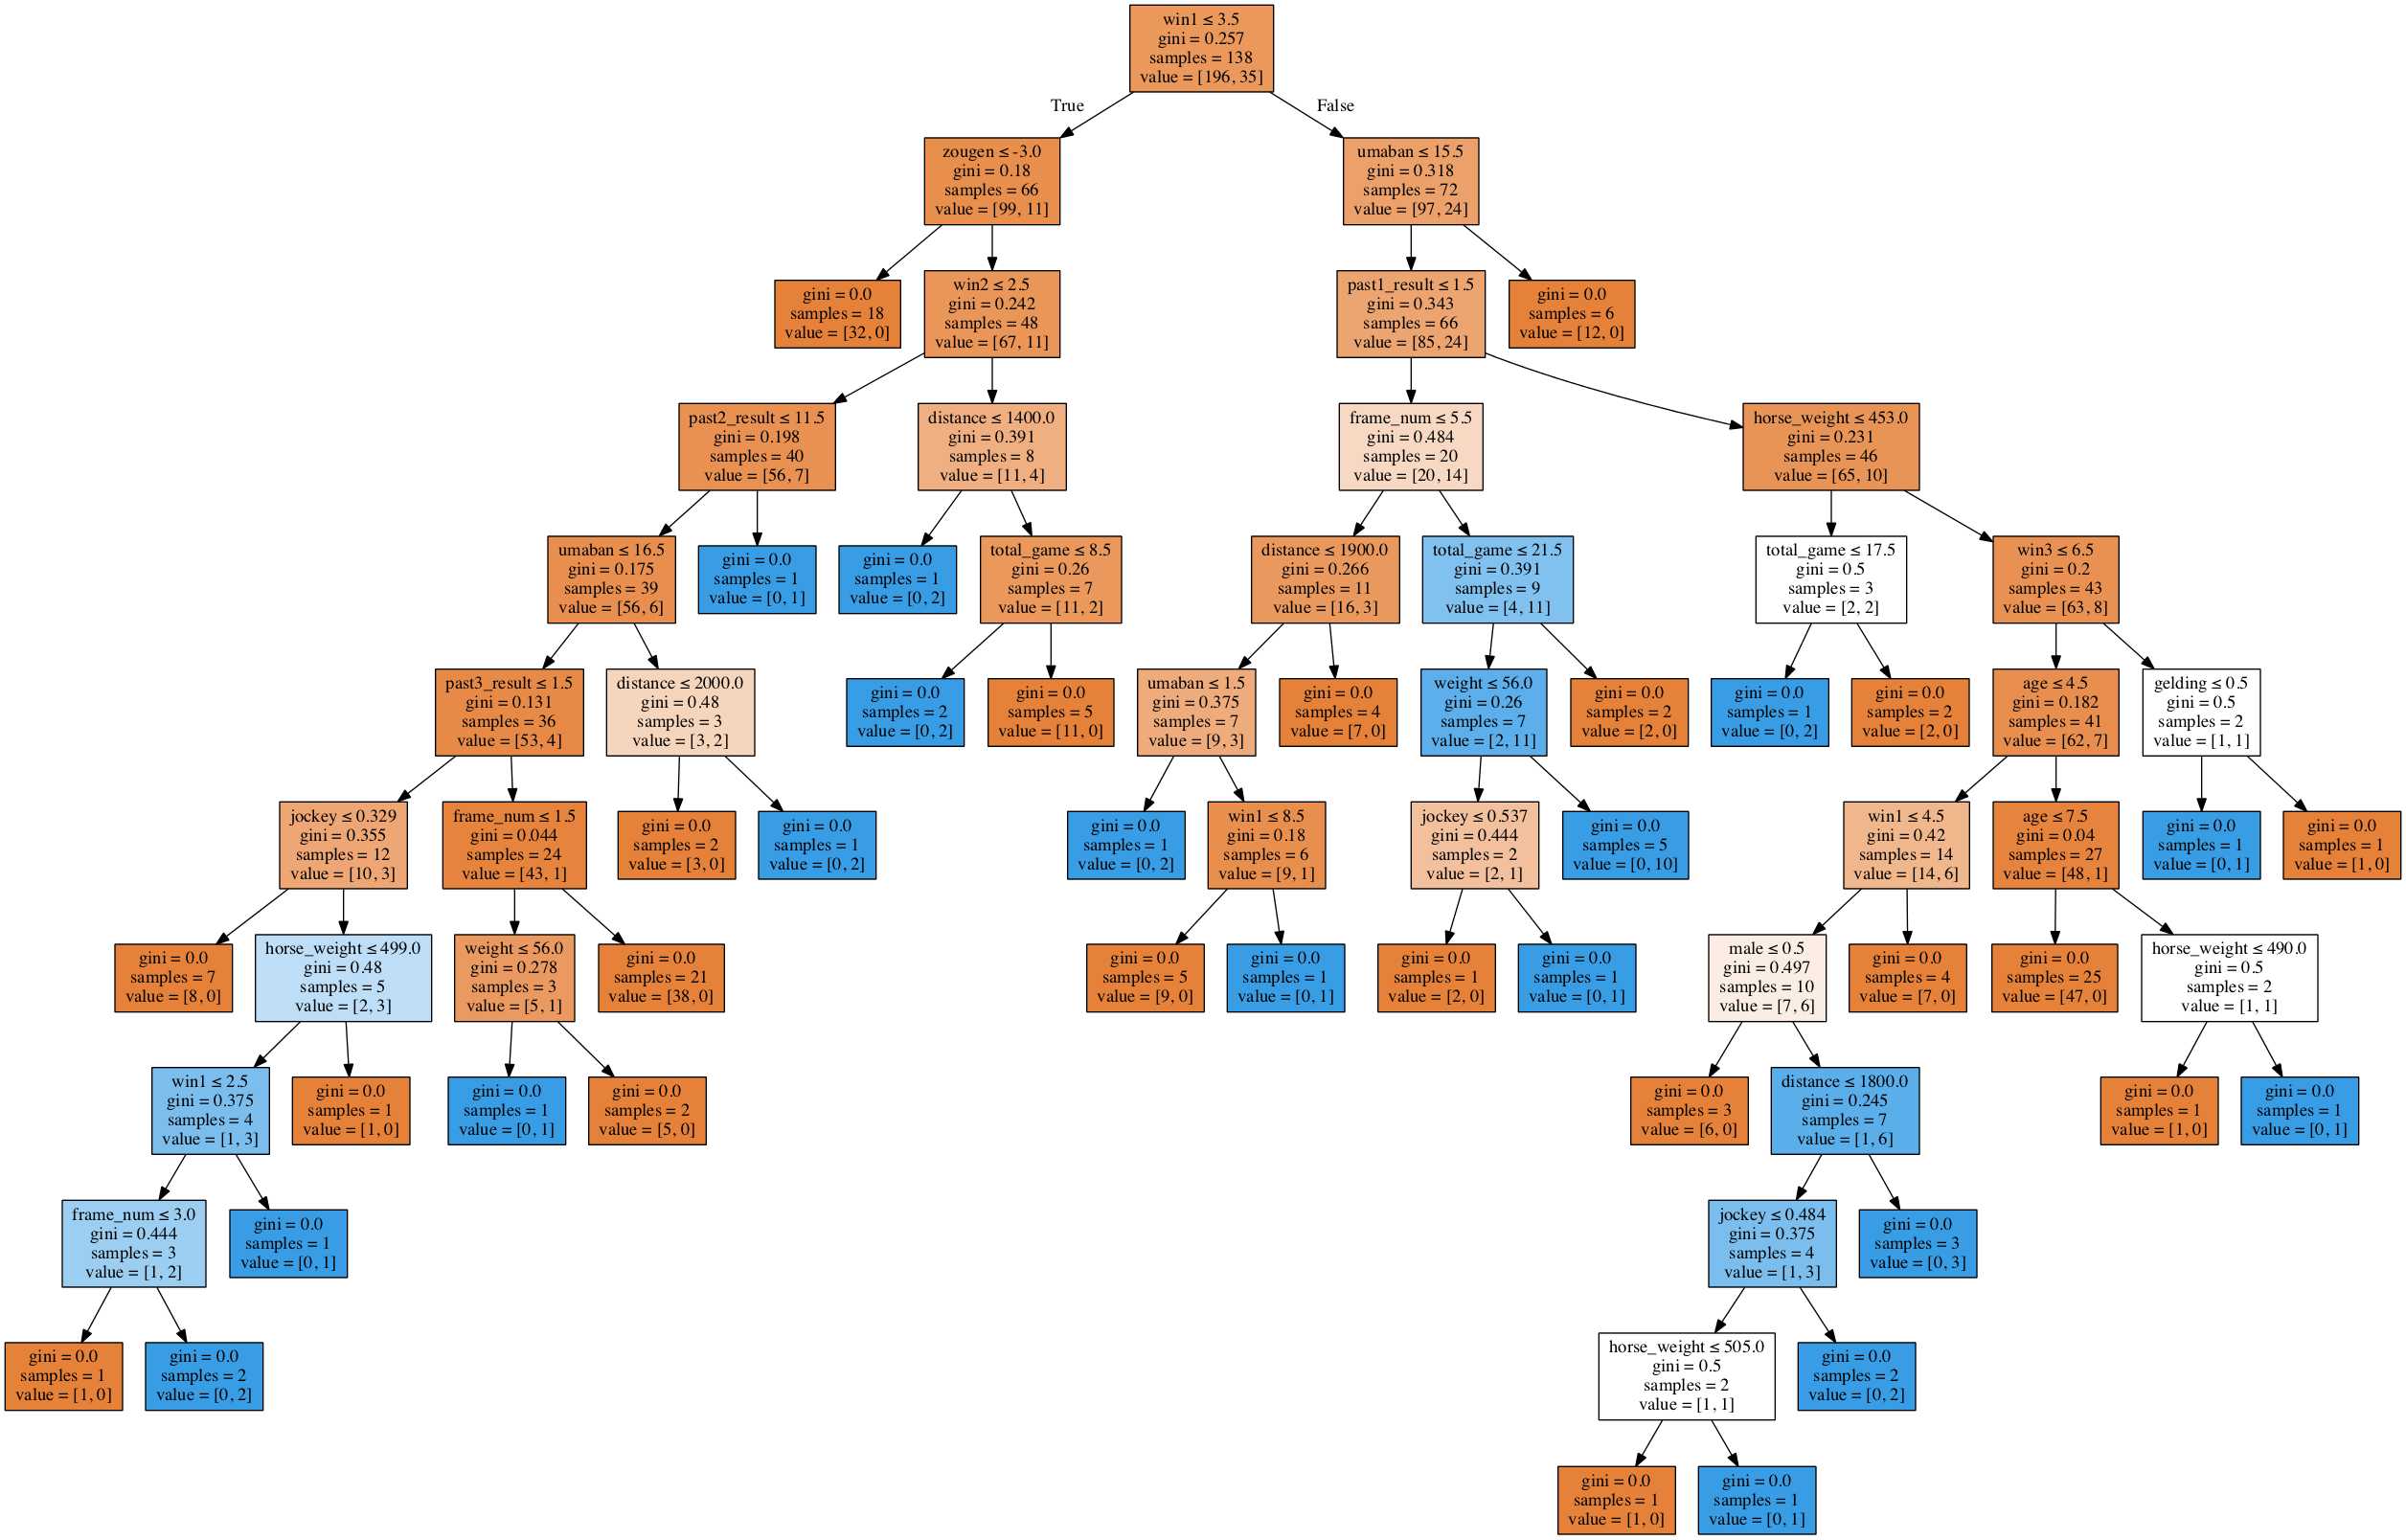 win1 ≤ 3.5
gini = 0.257
samples = 138
value = [196, 35]
True
False
zougen ≤ -3.0
gini = 0.18
samples = 66
value = [99, 11]
umaban ≤ 15.5
gini = 0.318
samples = 72
value = [97, 24]
gini = 0.0
samples = 18
value = [32, 0]
win2 ≤ 2.5
gini = 0.242
samples = 48
value = [67, 11]
past1_result ≤ 1.5
gini = 0.343
samples = 66
value = [85, 24]
gini = 0.0
samples = 6
value = [12, 0]
past2_result ≤ 11.5
gini = 0.198
samples = 40
value = [56, 7]
distance ≤ 1400.0
gini = 0.391
samples = 8
value = [11, 4]
frame_num ≤ 5.5
gini = 0.484
samples = 20
value = [20, 14]
horse_weight ≤ 453.0
gini = 0.231
samples = 46
value = [65, 10]
umaban ≤ 16.5
gini = 0.175
samples = 39
value = [56, 6]
gini = 0.0
samples = 1
value = [0, 1]
gini = 0.0
samples = 1
value = [0, 2]
total_game ≤ 8.5
gini = 0.26
samples = 7
value = [11, 2]
distance ≤ 1900.0
gini = 0.266
samples = 11
value = [16, 3]
total_game ≤ 21.5
gini = 0.391
samples = 9
value = [4, 11]
total_game ≤ 17.5
gini = 0.5
samples = 3
value = [2, 2]
win3 ≤ 6.5
gini = 0.2
samples = 43
value = [63, 8]
past3_result ≤ 1.5
gini = 0.131
samples = 36
value = [53, 4]
distance ≤ 2000.0
gini = 0.48
samples = 3
value = [3, 2]
gini = 0.0
samples = 2
value = [0, 2]
gini = 0.0
samples = 5
value = [11, 0]
umaban ≤ 1.5
gini = 0.375
samples = 7
value = [9, 3]
gini = 0.0
samples = 4
value = [7, 0]
weight ≤ 56.0
gini = 0.26
samples = 7
value = [2, 11]
gini = 0.0
samples = 2
value = [2, 0]
gini = 0.0
samples = 1
value = [0, 2]
gini = 0.0
samples = 2
value = [2, 0]
age ≤ 4.5
gini = 0.182
samples = 41
value = [62, 7]
gelding ≤ 0.5
gini = 0.5
samples = 2
value = [1, 1]
jockey ≤ 0.329
gini = 0.355
samples = 12
value = [10, 3]
frame_num ≤ 1.5
gini = 0.044
samples = 24
value = [43, 1]
gini = 0.0
samples = 2
value = [3, 0]
gini = 0.0
samples = 1
value = [0, 2]
gini = 0.0
samples = 1
value = [0, 2]
win1 ≤ 8.5
gini = 0.18
samples = 6
value = [9, 1]
jockey ≤ 0.537
gini = 0.444
samples = 2
value = [2, 1]
gini = 0.0
samples = 5
value = [0, 10]
win1 ≤ 4.5
gini = 0.42
samples = 14
value = [14, 6]
age ≤ 7.5
gini = 0.04
samples = 27
value = [48, 1]
gini = 0.0
samples = 1
value = [0, 1]
gini = 0.0
samples = 1
value = [1, 0]
gini = 0.0
samples = 7
value = [8, 0]
horse_weight ≤ 499.0
gini = 0.48
samples = 5
value = [2, 3]
weight ≤ 56.0
gini = 0.278
samples = 3
value = [5, 1]
gini = 0.0
samples = 21
value = [38, 0]
gini = 0.0
samples = 5
value = [9, 0]
gini = 0.0
samples = 1
value = [0, 1]
gini = 0.0
samples = 1
value = [2, 0]
gini = 0.0
samples = 1
value = [0, 1]
male ≤ 0.5
gini = 0.497
samples = 10
value = [7, 6]
gini = 0.0
samples = 4
value = [7, 0]
gini = 0.0
samples = 25
value = [47, 0]
horse_weight ≤ 490.0
gini = 0.5
samples = 2
value = [1, 1]
win1 ≤ 2.5
gini = 0.375
samples = 4
value = [1, 3]
gini = 0.0
samples = 1
value = [1, 0]
gini = 0.0
samples = 1
value = [0, 1]
gini = 0.0
samples = 2
value = [5, 0]
gini = 0.0
samples = 3
value = [6, 0]
distance ≤ 1800.0
gini = 0.245
samples = 7
value = [1, 6]
gini = 0.0
samples = 1
value = [1, 0]
gini = 0.0
samples = 1
value = [0, 1]
frame_num ≤ 3.0
gini = 0.444
samples = 3
value = [1, 2]
gini = 0.0
samples = 1
value = [0, 1]
jockey ≤ 0.484
gini = 0.375
samples = 4
value = [1, 3]
gini = 0.0
samples = 3
value = [0, 3]
gini = 0.0
samples = 1
value = [1, 0]
gini = 0.0
samples = 2
value = [0, 2]
horse_weight ≤ 505.0
gini = 0.5
samples = 2
value = [1, 1]
gini = 0.0
samples = 2
value = [0, 2]
gini = 0.0
samples = 1
value = [1, 0]
gini = 0.0
samples = 1
value = [0, 1]